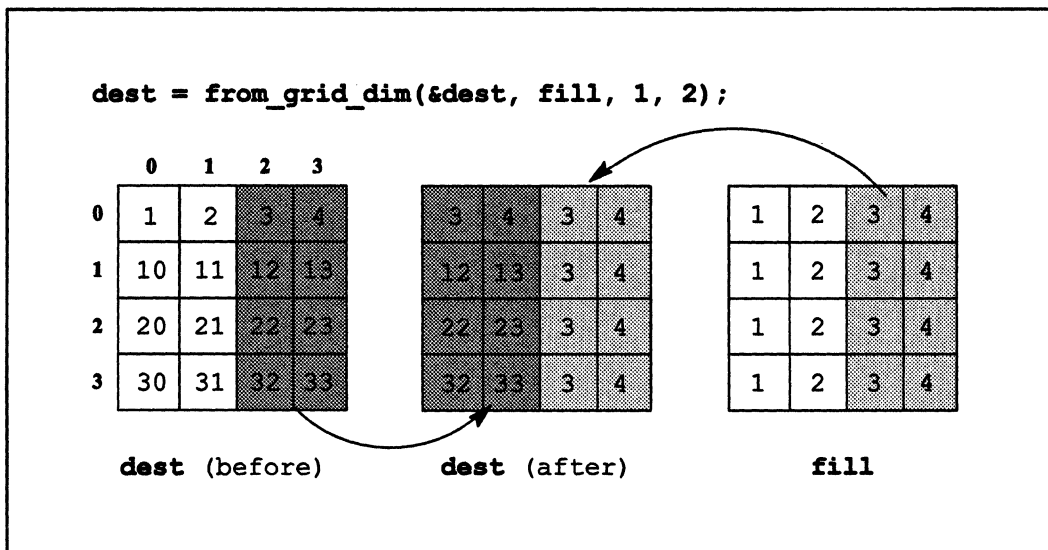 dest = from_grid_dim(&dest, fill, 1, 2);
0 1 2 3
0 1 2 3 4 3 4 3 4 1 2 3 4
1 10 11 12 13 12 13 3 4 1 2 3 4
2 20 21 22 23 22 23 3 4 1 2 3 4
3 30 31 32 33 32 33 3 4 1 2 3 4
dest (before) dest (after) fill